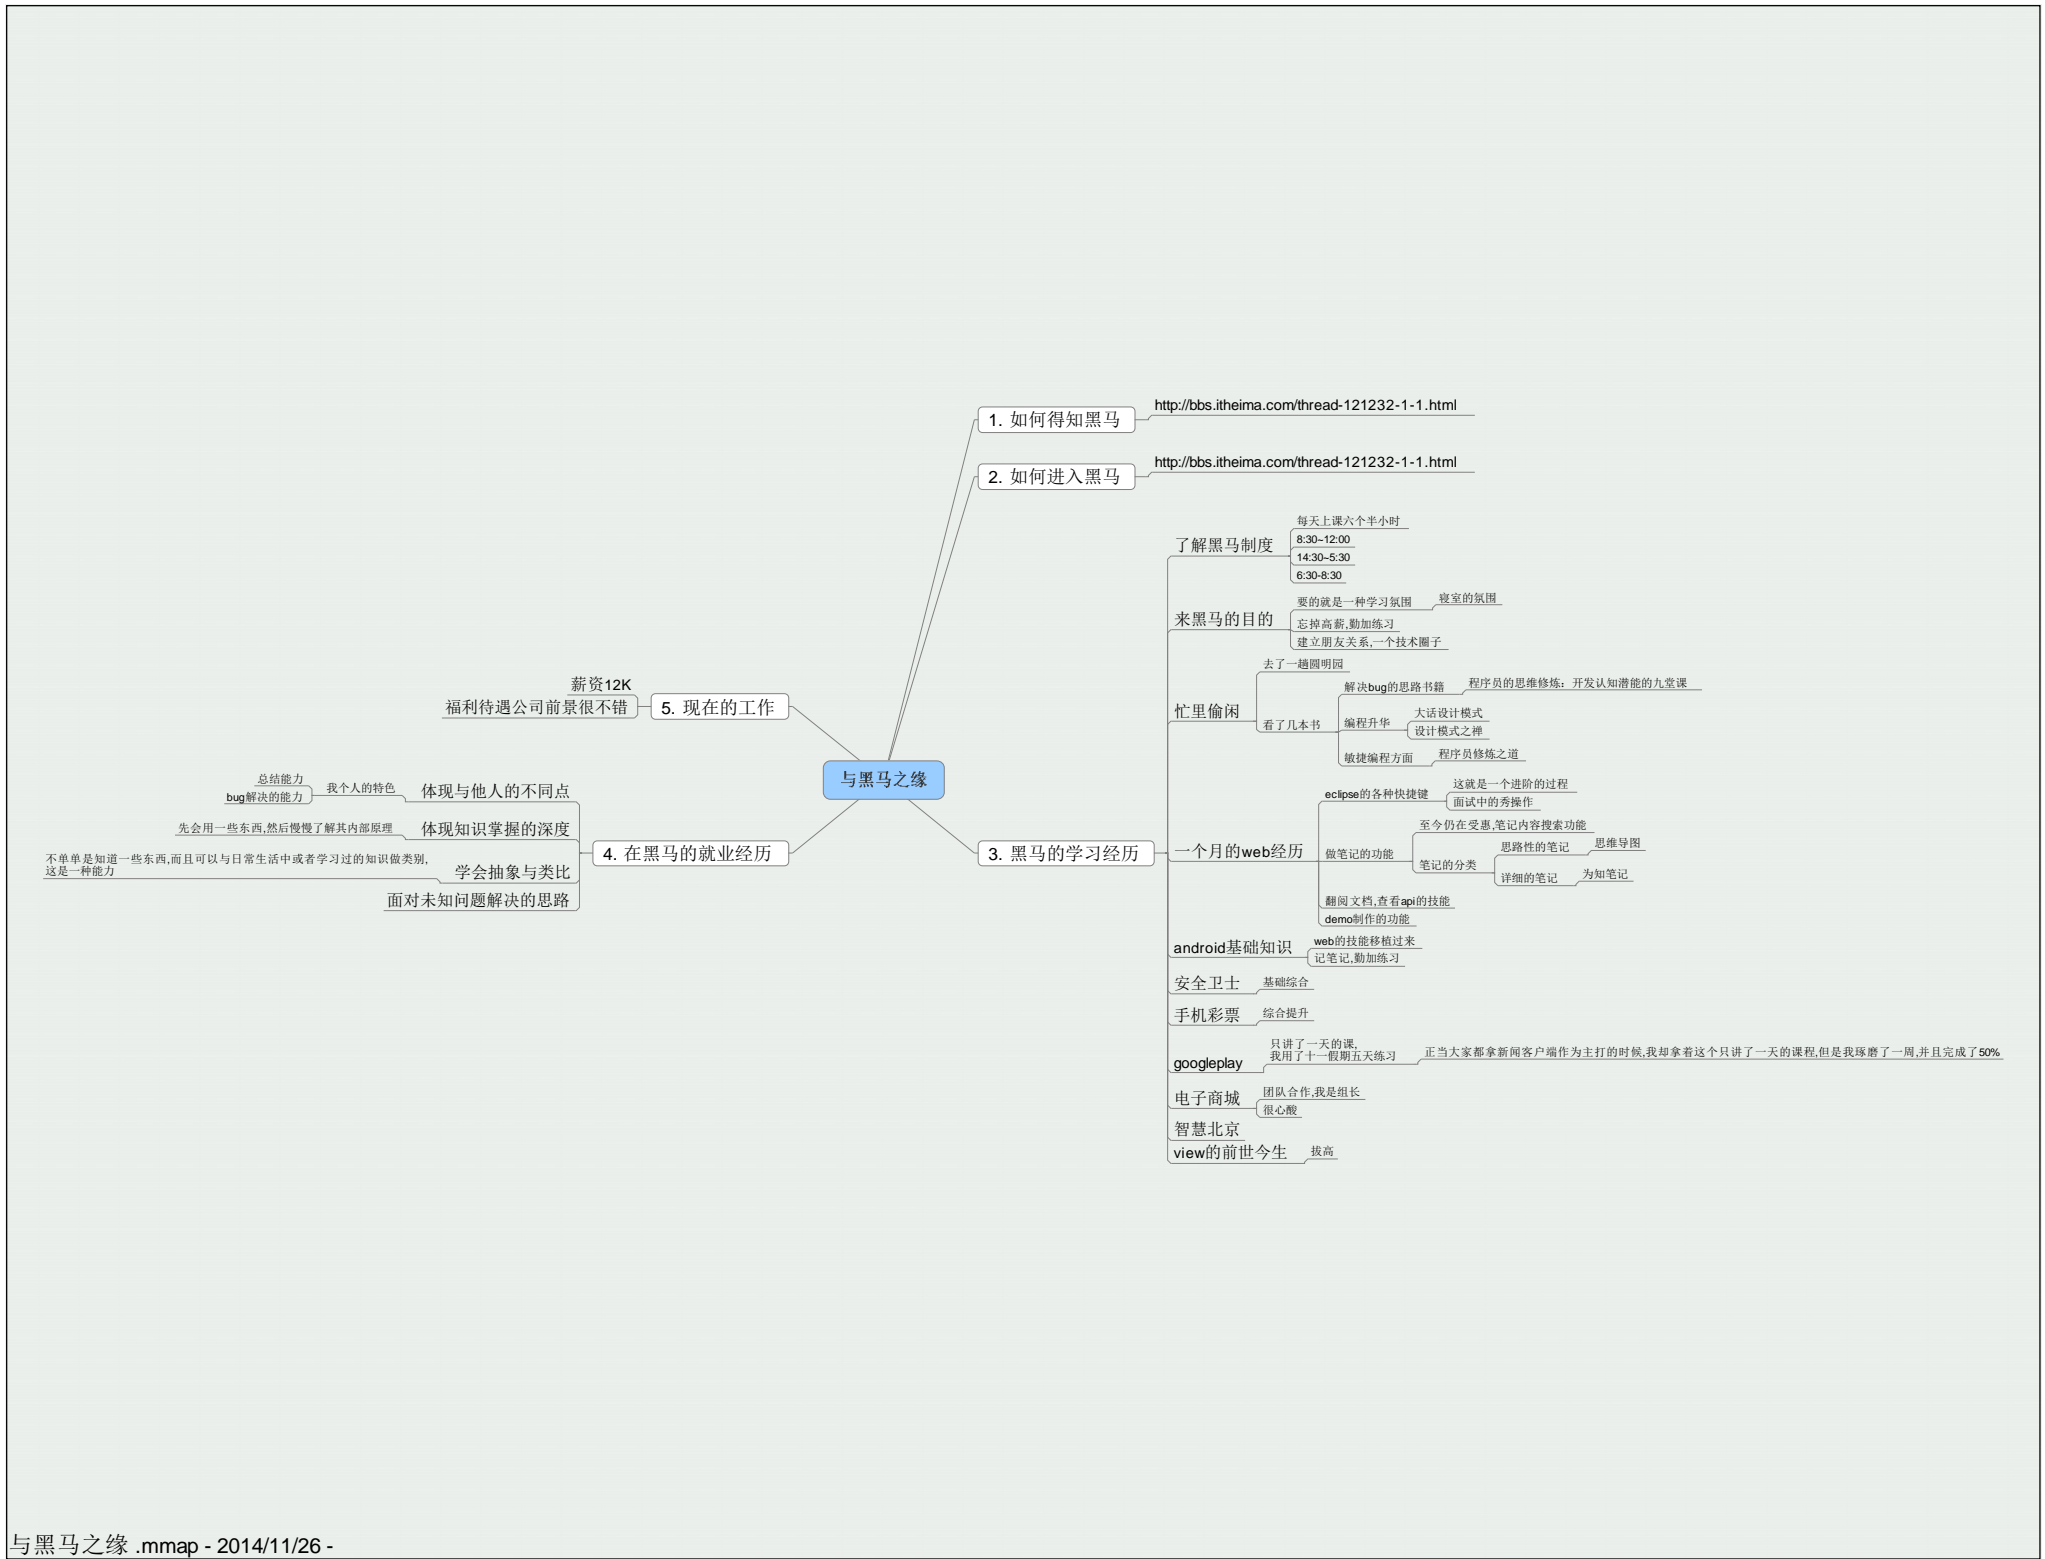 与黑马之缘
1. 如何得知黑马
http://bbs.itheima.com/thread-121232-1-1.html
2. 如何进入黑马
http://bbs.itheima.com/thread-121232-1-1.html
3. 黑马的学习经历
了解黑马制度
每天上课六个半小时
8:30~12:00
14:30~5:30
6:30-8:30
来黑马的目的
要的就是一种学习氛围
寝室的氛围
忘掉高薪,勤加练习
建立朋友关系,一个技术圈子
忙里偷闲
去了一趟圆明园
看了几本书
解决bug的思路书籍
程序员的思维修炼：开发认知潜能的九堂课
编程升华
大话设计模式
设计模式之禅
敏捷编程方面
程序员修炼之道
一个月的web经历
eclipse的各种快捷键
这就是一个进阶的过程
面试中的秀操作
做笔记的功能
至今仍在受惠,笔记内容搜索功能
笔记的分类
思路性的笔记
思维导图
详细的笔记
为知笔记
翻阅文档,查看api的技能
demo制作的功能
android基础知识
web的技能移植过来
记笔记,勤加练习
安全卫士
基础综合
手机彩票
综合提升
googleplay
只讲了一天的课,
我用了十一假期五天练习
正当大家都拿新闻客户端作为主打的时候,我却拿着这个只讲了一天的课程,但是我琢磨了一周,并且完成了50%
电子商城
团队合作,我是组长
很心酸
智慧北京
view的前世今生
拔高
4. 在黑马的就业经历
体现与他人的不同点
我个人的特色
总结能力
bug解决的能力
体现知识掌握的深度
先会用一些东西,然后慢慢了解其内部原理
学会抽象与类比
不单单是知道一些东西,而且可以与日常生活中或者学习过的知识做类别,
这是一种能力
面对未知问题解决的思路
5. 现在的工作
薪资12K
福利待遇公司前景很不错
与黑马之缘 .mmap - 2014/11/26 -